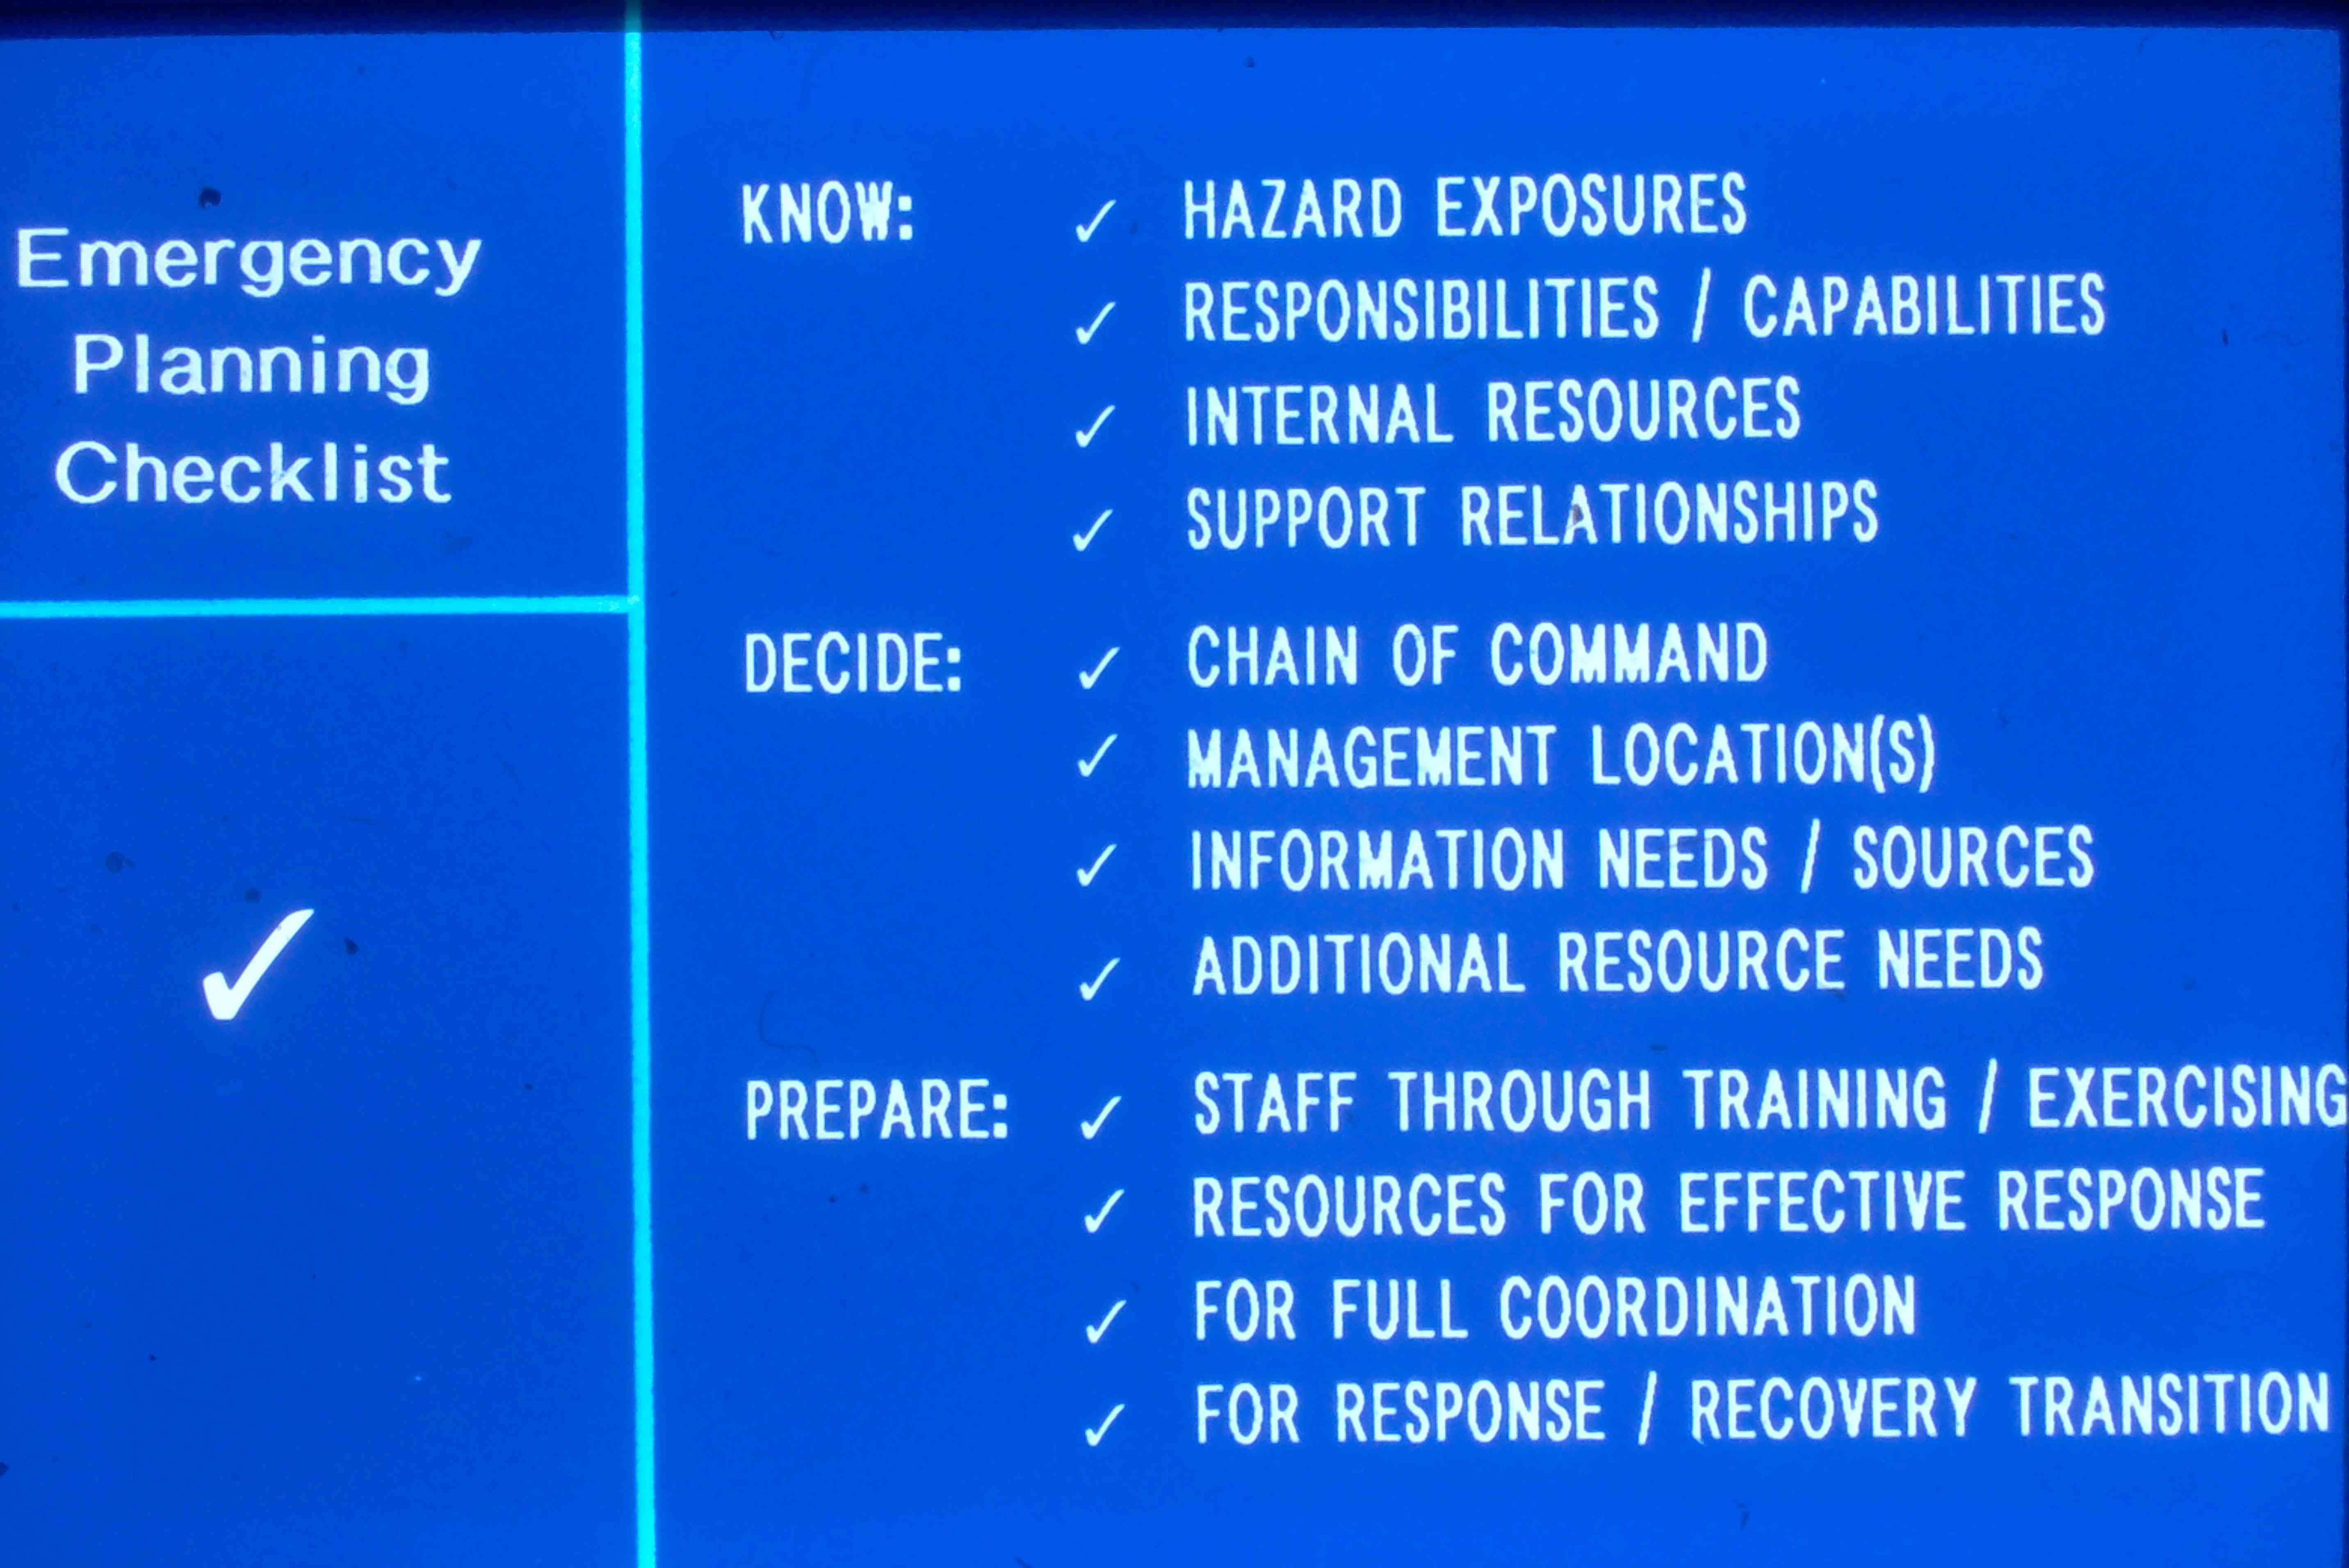 Emergency
Planning
Checklist
✓
KNOW: ✓ HAZARD EXPOSURES
✓ RESPONSIBILITIES / CAPABILITIES
✓ INTERNAL RESOURCES
✓ SUPPORT RELATIONSHIPS
DECIDE: ✓ CHAIN OF COMMAND
✓ MANAGEMENT LOCATION(S)
✓ INFORMATION NEEDS / SOURCES
✓ ADDITIONAL RESOURCE NEEDS
PREPARE: ✓ STAFF THROUGH TRAINING / EXERCISING
✓ RESOURCES FOR EFFECTIVE RESPONSE
✓ FOR FULL COORDINATION
✓ FOR RESPONSE / RECOVERY TRANSITION